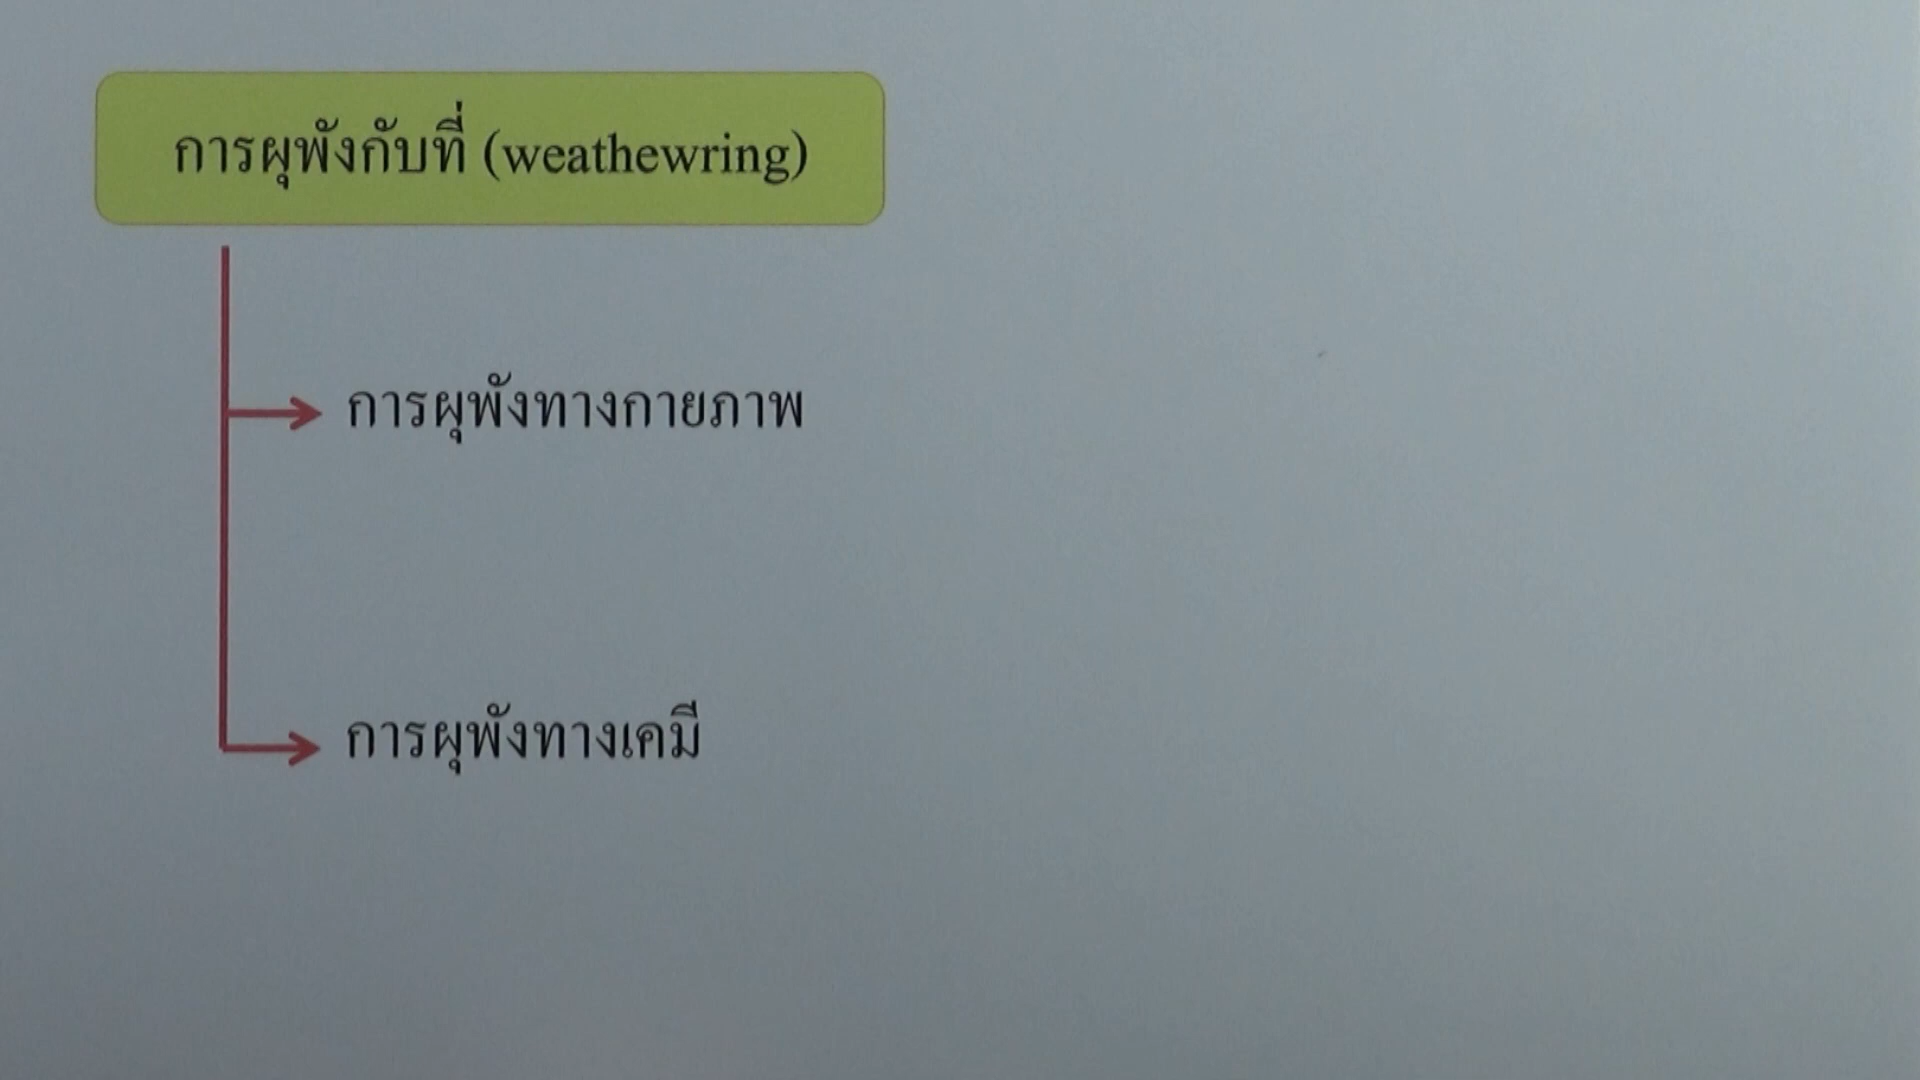 การผุพังกับที่ (weathewring)
การผุพังทางกายภาพ
การผุพังทางเคมี